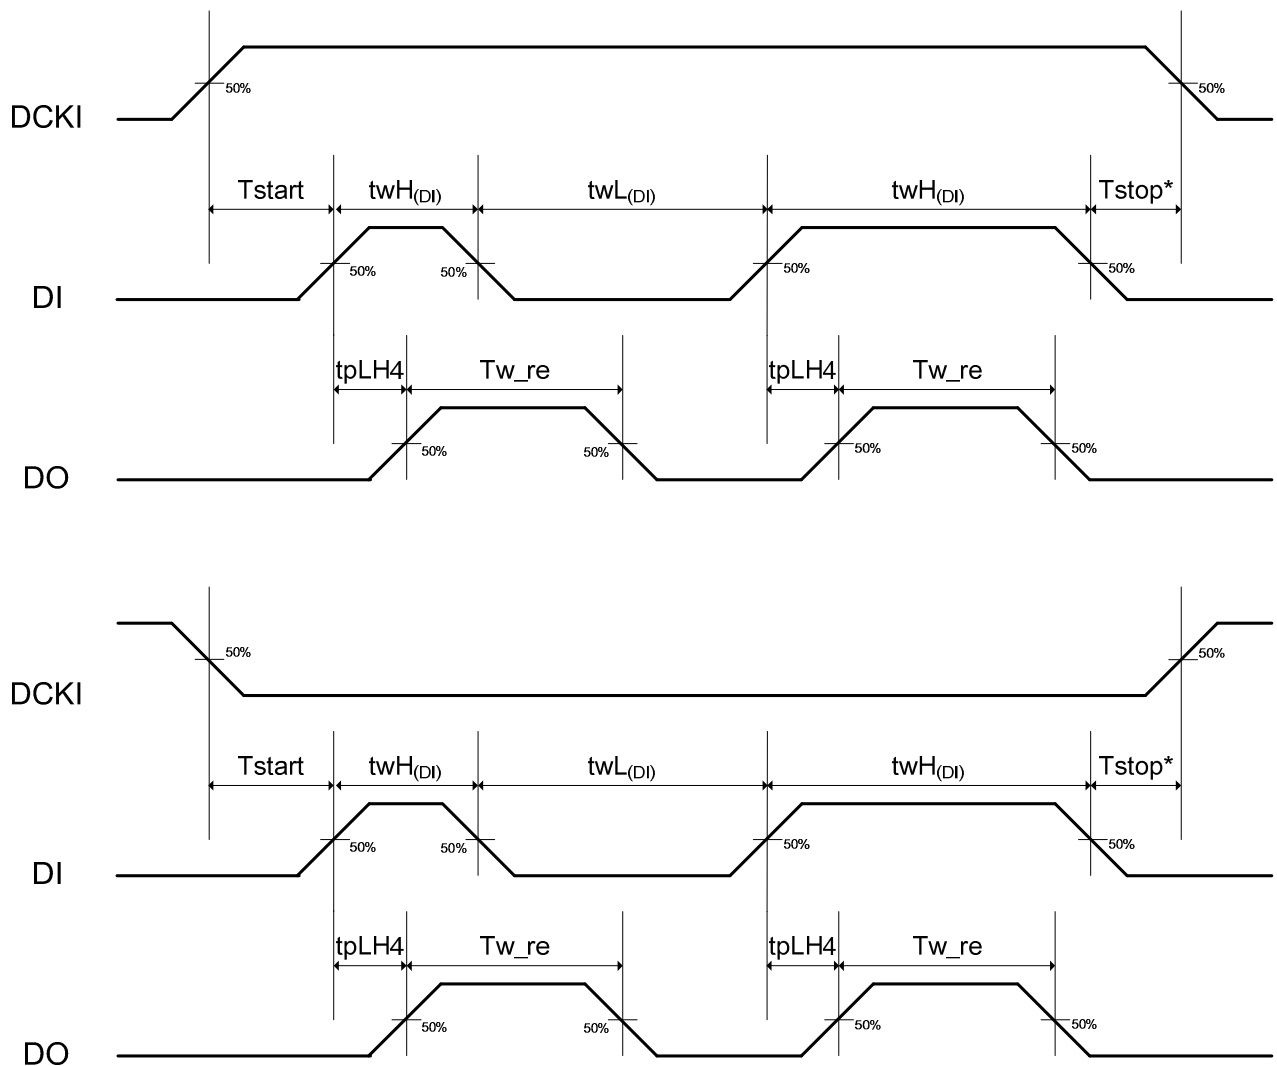 50% 50%
DCKI
Tstart twH(DI) twL(DI) twH(DI) Tstop*
50% 50% 50% 50%
DI
tpLH4 Tw_re tpLH4 Tw_re
50% 50% 50% 50%
DO
50% 50%
DCKI
Tstart twH(DI) twL(DI) twH(DI) Tstop*
50% 50% 50% 50%
DI
tpLH4 Tw_re tpLH4 Tw_re
50% 50% 50% 50%
DO